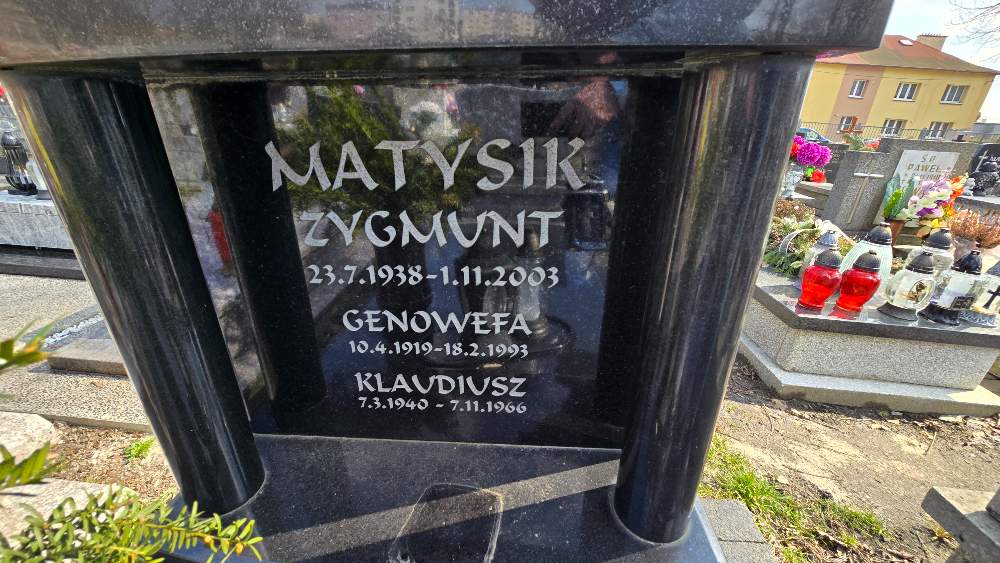 MATYSIK
ZYGMUNT
23.7.1938-1.11.2003
GENOWEFA
10.4.1919-18.2.1993
KLAUDIUSZ
7.3.1940 - 7.11.1966
Ś.P.
PAWEŁ